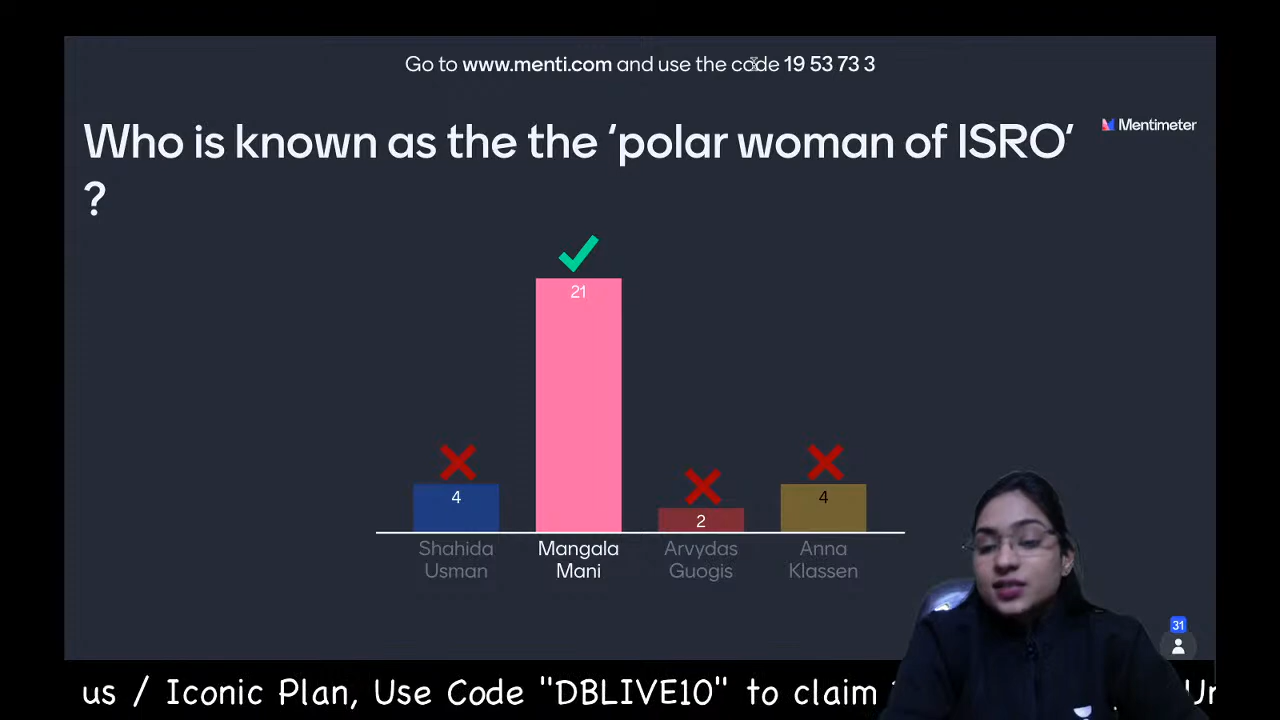 Go to www.menti.com and use the code 19 53 73 3
Who is known as the the ‘polar woman of ISRO’
?
Mentimeter
21
4
2
4
Shahida
Usman
Mangala
Mani
Arvydas
Guogis
Anna
Klassen
31
us / Iconic Plan, Use Code "DBLIVE10" to claim